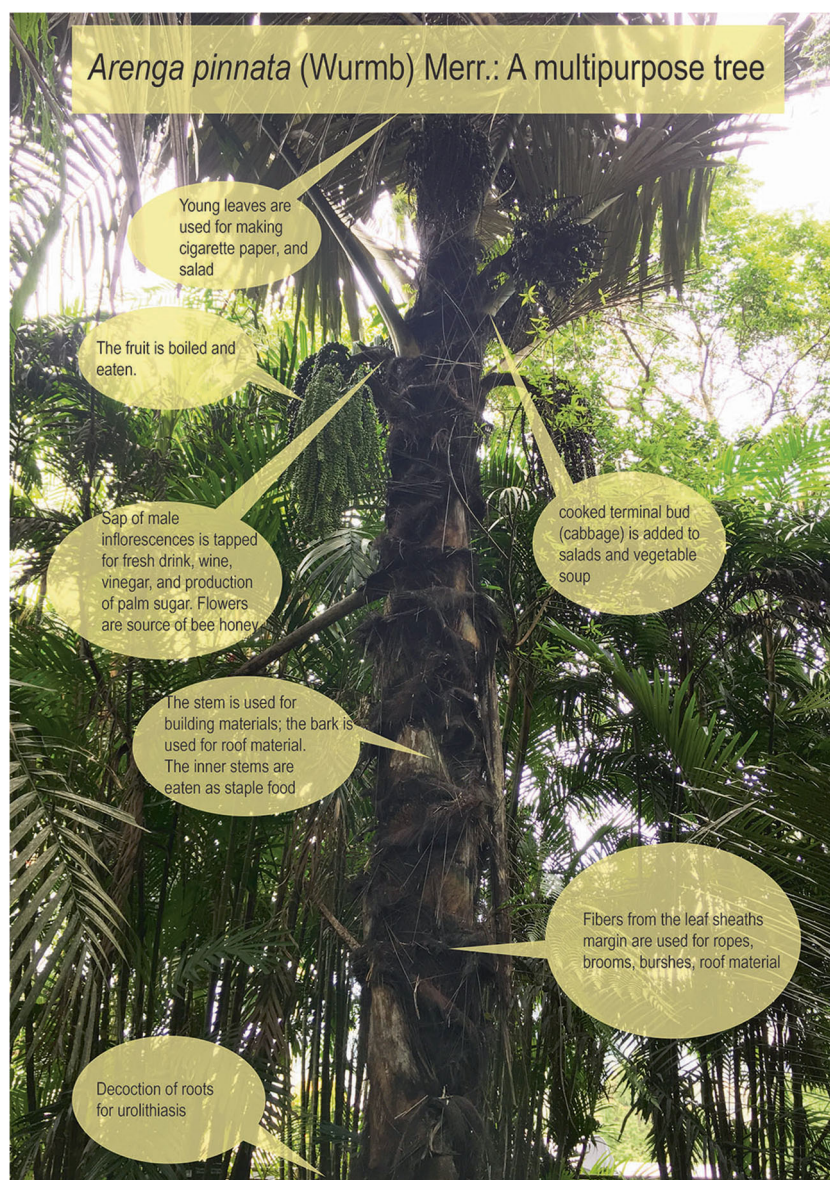 Arenga pinnata (Wurmb) Merr.: A multipurpose tree
Young leaves are
used for making
cigarette paper, and
salad
The fruit is boiled and
eaten.
Sap of male
inflorescences is tapped
for fresh drink, wine,
vinegar, and production
of palm sugar. Flowers
are source of bee honey
cooked terminal bud
(cabbage) is added to
salads and vegetable
soup
The stem is used for
building materials; the bark is
used for roof material.
The inner stems are
eaten as staple food
Fibers from the leaf sheaths
margin are used for ropes,
brooms, burshes, roof material
Decoction of roots
for urolithiasis